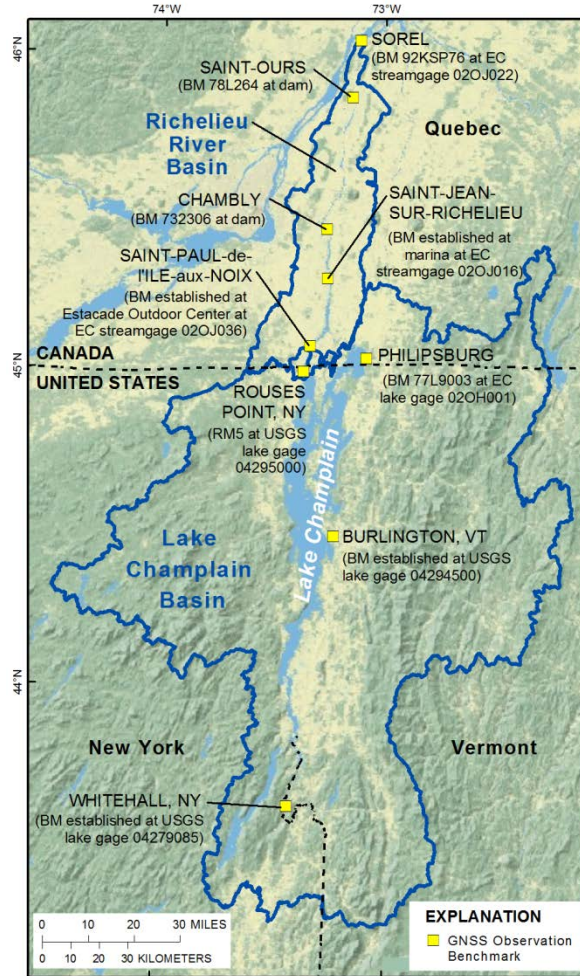 74°W
73°W
46°N
SOREL
(BM 92KSP76 at EC
streamgage 02OJ022)
SAINT-OURS
(BM 78L264 at dam)
Richelieu
River
Basin
Quebec
CHAMBLY
(BM 732306 at dam)
SAINT-JEAN-
SUR-RICHELIEU
(BM established at
marina at EC
streamgage 02OJ016)
SAINT-PAUL-de-
l'ILE-aux-NOIX
(BM established at
Estacade Outdoor Center at
EC streamgage 02OJ036)
CANADA
45°N
UNITED STATES
PHILIPSBURG
(BM 77L9003 at EC
lake gage 02OH001)
ROUSES
POINT, NY
(RM5 at USGS
lake gage
04295000)
Lake Champlain
BURLINGTON, VT
(BM established at USGS
lake gage 04294500)
Lake
Champlain
Basin
44°N
New York
Vermont
WHITEHALL, NY
(BM established at USGS
lake gage 04279085)
0 10 20 30 MILES
0 10 20 30 KILOMETERS
EXPLANATION
GNSS Observation
Benchmark
74°W
73°W